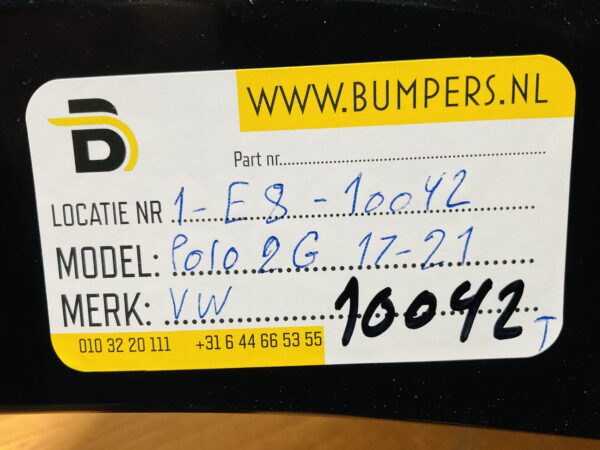 WWW.BUMPERS.NL
B
Part nr.
LOCATIE NR 1-E8-10042
MODEL: Polo 2G 17-21
MERK: VW 10042
T
010 32 20 111 +31 6 44 66 53 55